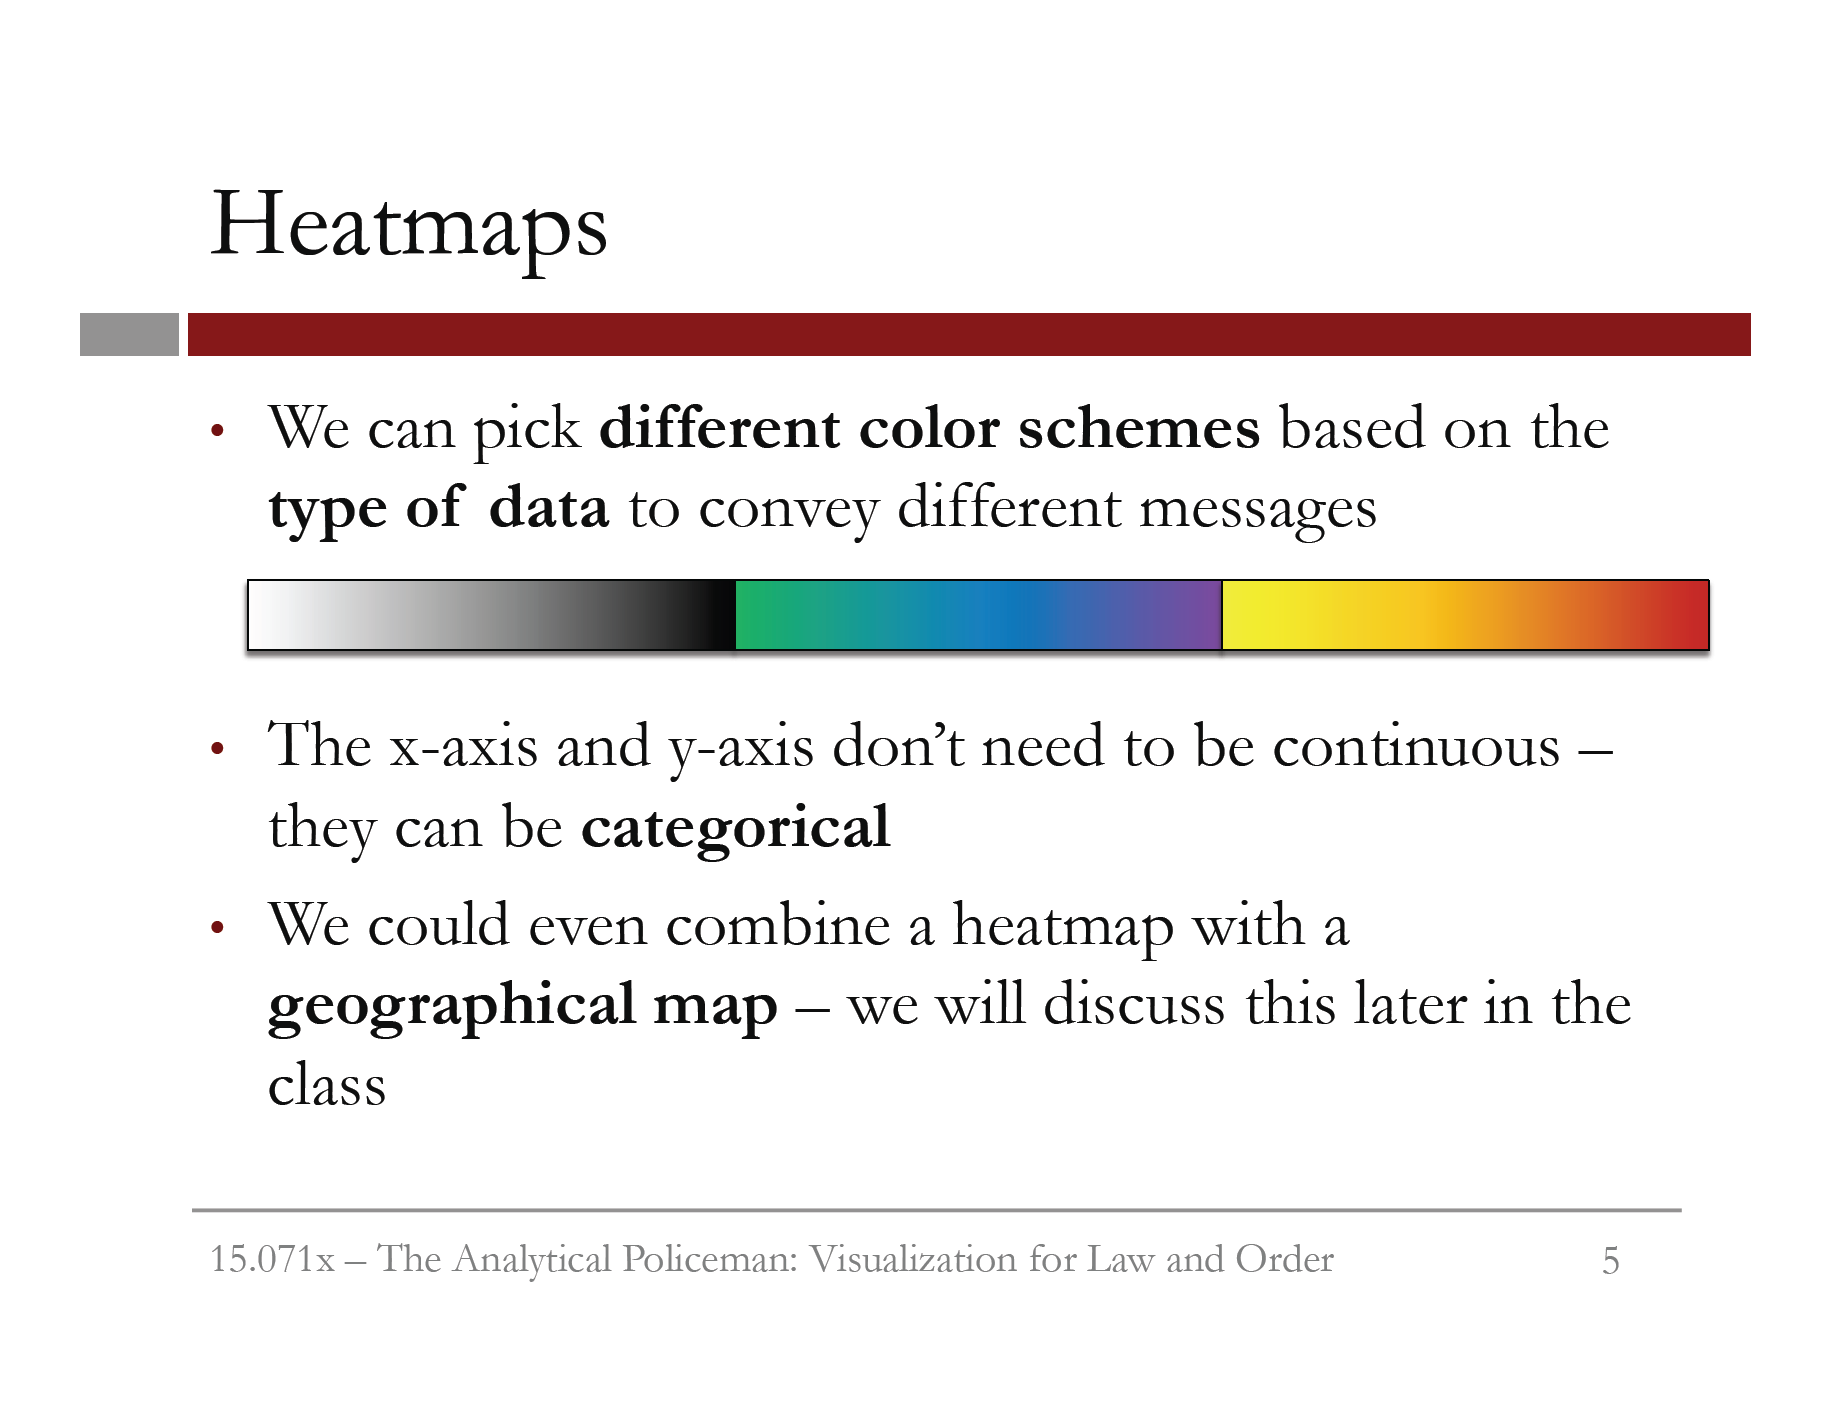 Heatmaps
• We can pick different color schemes based on the
type of data to convey different messages
• The x-axis and y-axis don’t need to be continuous –
they can be categorical
• We could even combine a heatmap with a
geographical map – we will discuss this later in the
class
15.071x – The Analytical Policeman: Visualization for Law and Order 5